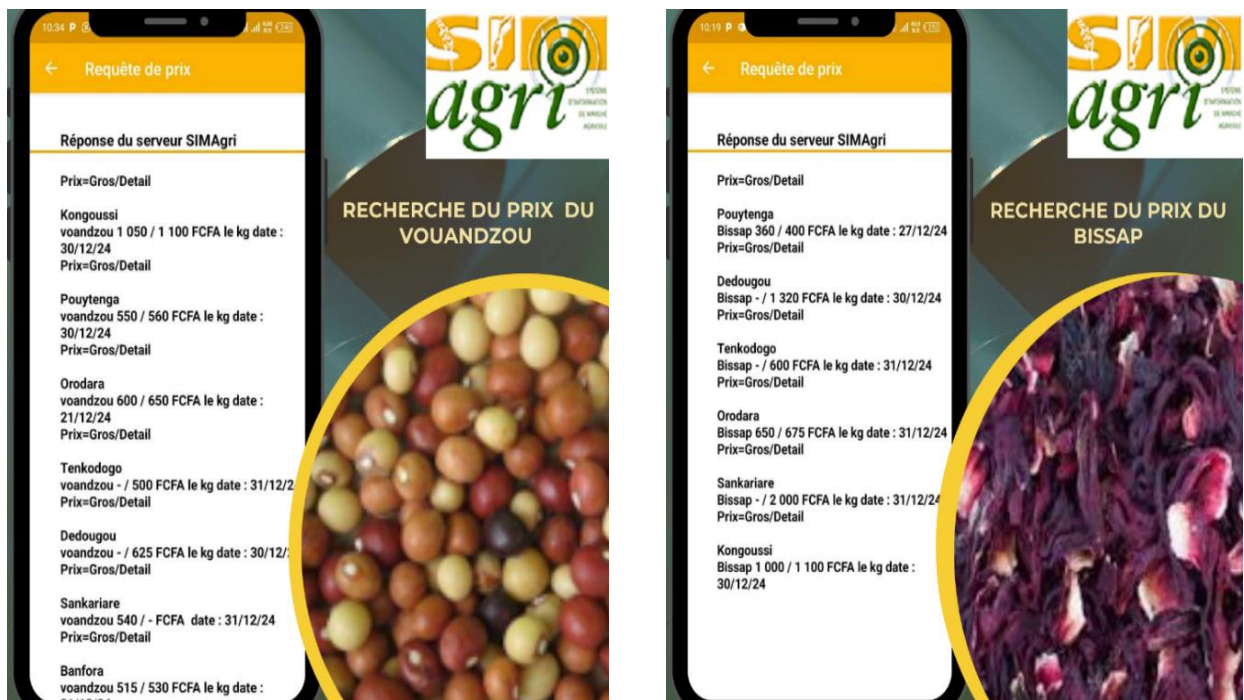 10:34 P
Requête de prix
Réponse du serveur SIMAgri
Prix=Gros/Detail
Kongoussi
voandzou 1 050 / 1 100 FCFA le kg date :
30/12/24
Prix=Gros/Detail
Pouytenga
voandzou 550 / 560 FCFA le kg date :
30/12/24
Prix=Gros/Detail
Orodara
voandzou 600 / 650 FCFA le kg date :
21/12/24
Prix=Gros/Detail
Tenkodogo
voandzou - / 500 FCFA le kg date : 31/12/2
Prix=Gros/Detail
Dedougou
voandzou - / 625 FCFA le kg date : 30/12/
Prix=Gros/Detail
Sankariare
voandzou 540 / - FCFA date : 31/12/24
Prix=Gros/Detail
Banfora
voandzou 515 / 530 FCFA le kg date :
SIM
agri
SYSTEME
D'INFORMATION
DE MARCHE
AGRICOLE
RECHERCHE DU PRIX DU
VOUANDZOU
10:19 P
Requête de prix
Réponse du serveur SIMAgri
Prix=Gros/Detail
Pouytenga
Bissap 360 / 400 FCFA le kg date : 27/12/24
Prix=Gros/Detail
Dedougou
Bissap - / 1 320 FCFA le kg date : 30/12/24
Prix=Gros/Detail
Tenkodogo
Bissap - / 600 FCFA le kg date : 31/12/24
Prix=Gros/Detail
Orodara
Bissap 650 / 675 FCFA le kg date : 31/12/24
Prix=Gros/Detail
Sankariare
Bissap - / 2 000 FCFA le kg date : 31/12/24
Prix=Gros/Detail
Kongoussi
Bissap 1 000 / 1 100 FCFA le kg date :
30/12/24
SIM
agri
SYSTEME
D'INFORMATION
DE MARCHE
AGRICOLE
RECHERCHE DU PRIX DU
BISSAP